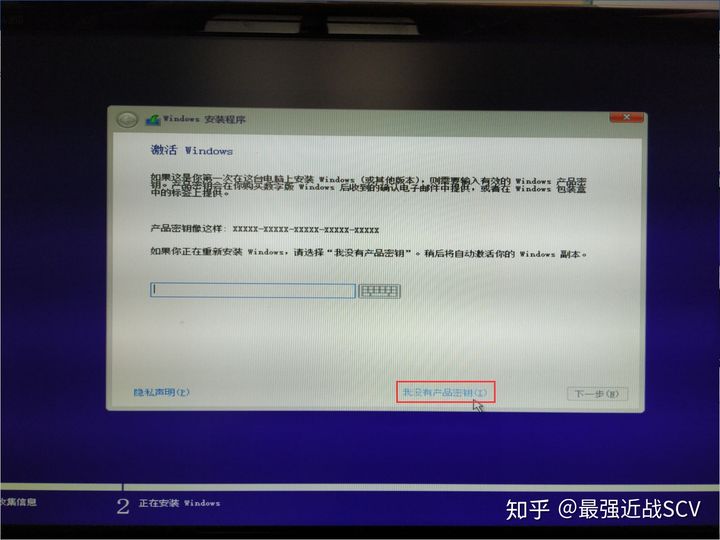 Windows 安装程序
激活 Windows
如果这是你第一次在这台电脑上安装 Windows (或其他版本)，则需要输入有效的 Windows 产品密
钥。产品密钥会在你购买数字版 Windows 后收到的确认电子邮件中提供，或者在 Windows 包装盒
中的标签上提供。
产品密钥像这样: XXXXX-XXXXX-XXXXX-XXXXX-XXXXX
如果你正在重新安装 Windows，请选择“我没有产品密钥”。稍后将自动激活你的 Windows 副本。
隐私声明(P)
我没有产品密钥(I)
下一步(N)
收集信息
2 正在安装 Windows
知乎 @最强近战SCV